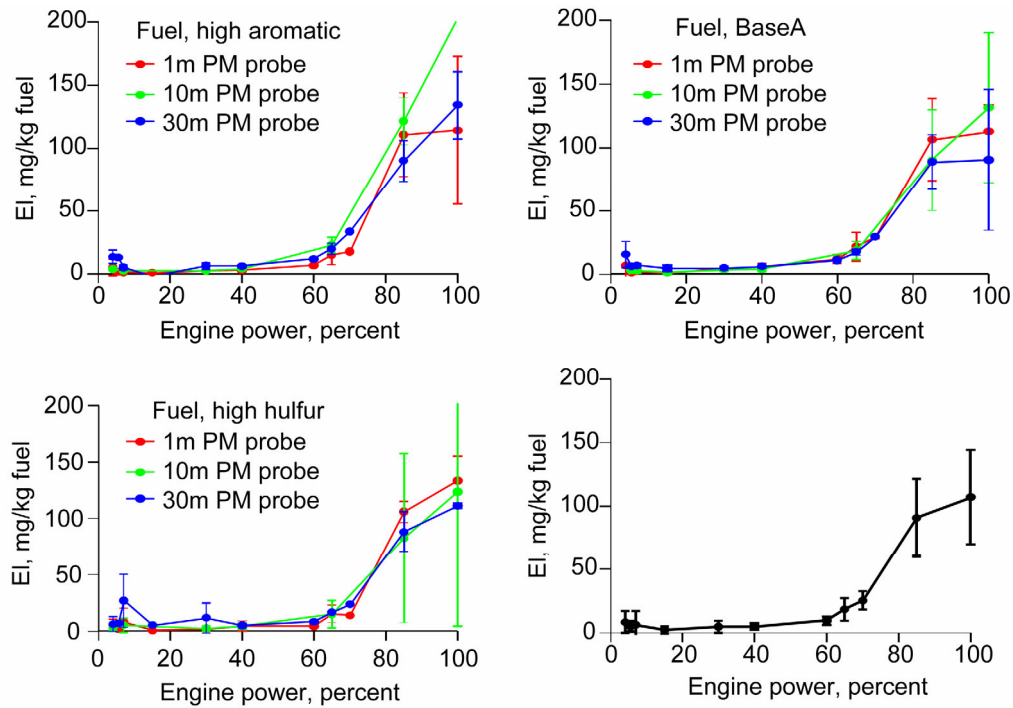 Fuel, high aromatic
1m PM probe
10m PM probe
30m PM probe
EI, mg/kg fuel
200
150
100
50
0
0 20 40 60 80 100
Engine power, percent
Fuel, BaseA
1m PM probe
10m PM probe
30m PM probe
EI, mg/kg fuel
200
150
100
50
0
0 20 40 60 80 100
Engine power, percent
Fuel, high hulfur
1m PM probe
10m PM probe
30m PM probe
EI, mg/kg fuel
200
150
100
50
0
0 20 40 60 80 100
Engine power, percent
EI, mg/kg fuel
200
150
100
50
0
0 20 40 60 80 100
Engine power, percent